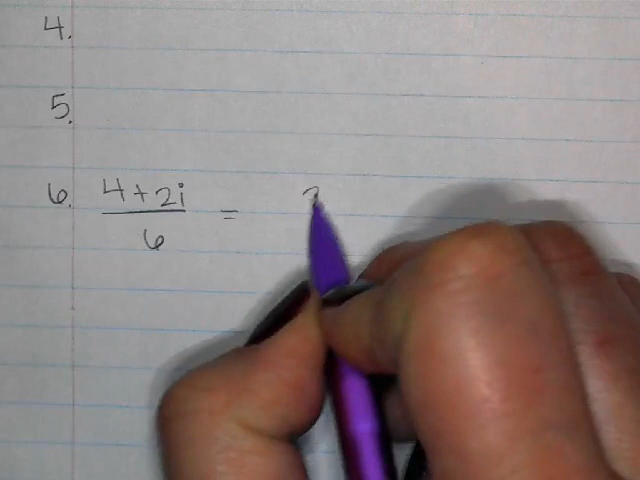 4.
5.
6. 4+2i
6 =